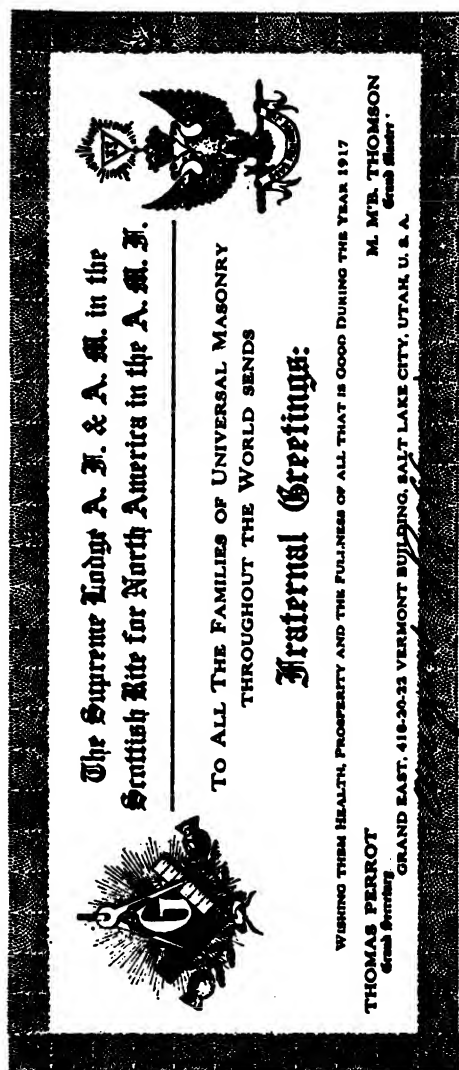 The Supreme Lodge A. F. & A. M. in the
Scottish Rite for North America in the A. M. F.
To All The Families of Universal Masonry
throughout the World sends
Fraternal Greetings:
Wishing them Health, Prosperity and the Fullness of all that is Good During the Year 1917
THOMAS PERROT
Grand Secretary
M. McB. THOMSON
Grand Master
GRAND EAST, 418-20-22 VERMONT BUILDING, SALT LAKE CITY, UTAH, U. S. A.
G